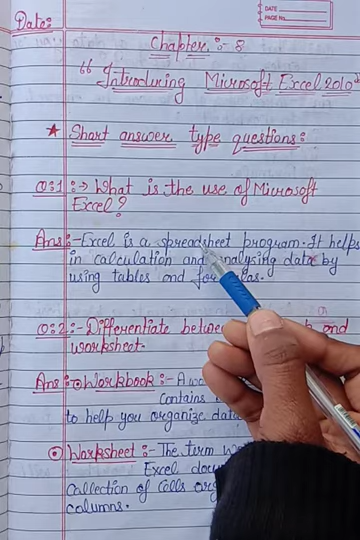 DATE
PAGE No.
Date:
Chapter :- 8
" Introducing Microsoft Excel 2010"
★ Short answer type questions:
Q:1 :→ What is the use of Microsoft
Excel?
Ans:- Excel is a spreadsheet program. It helps
in calculation and analysing data by
using tables and
Q:2:- Differentiate and
worksheet.
Ans:- ⊙ Workbook :- A
Contains
to help you organize data
⊙ Worksheet :- The term
Excel
collection of cells
columns.